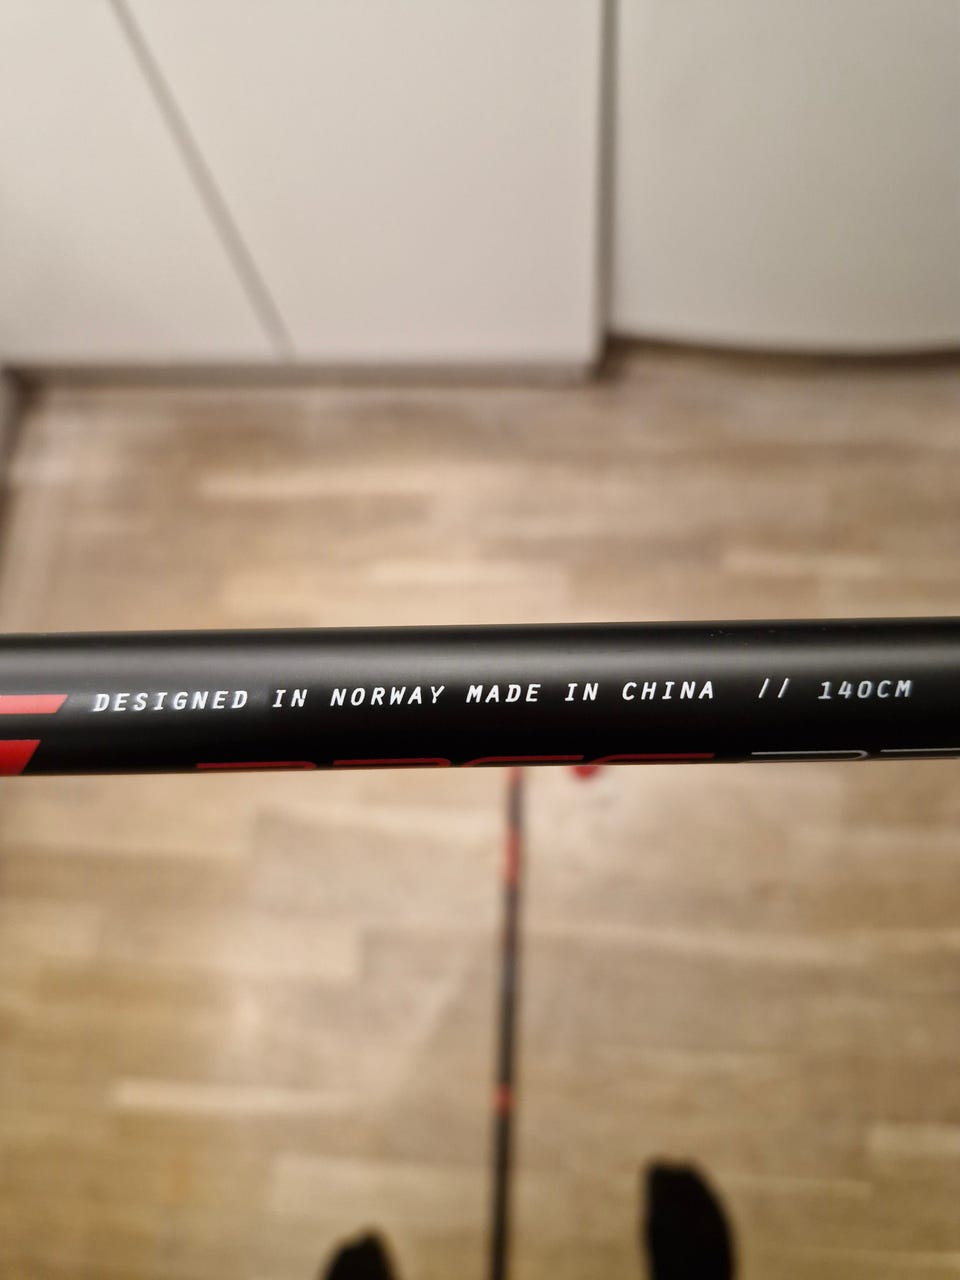 DESIGNED IN NORWAY MADE IN CHINA // 140CM